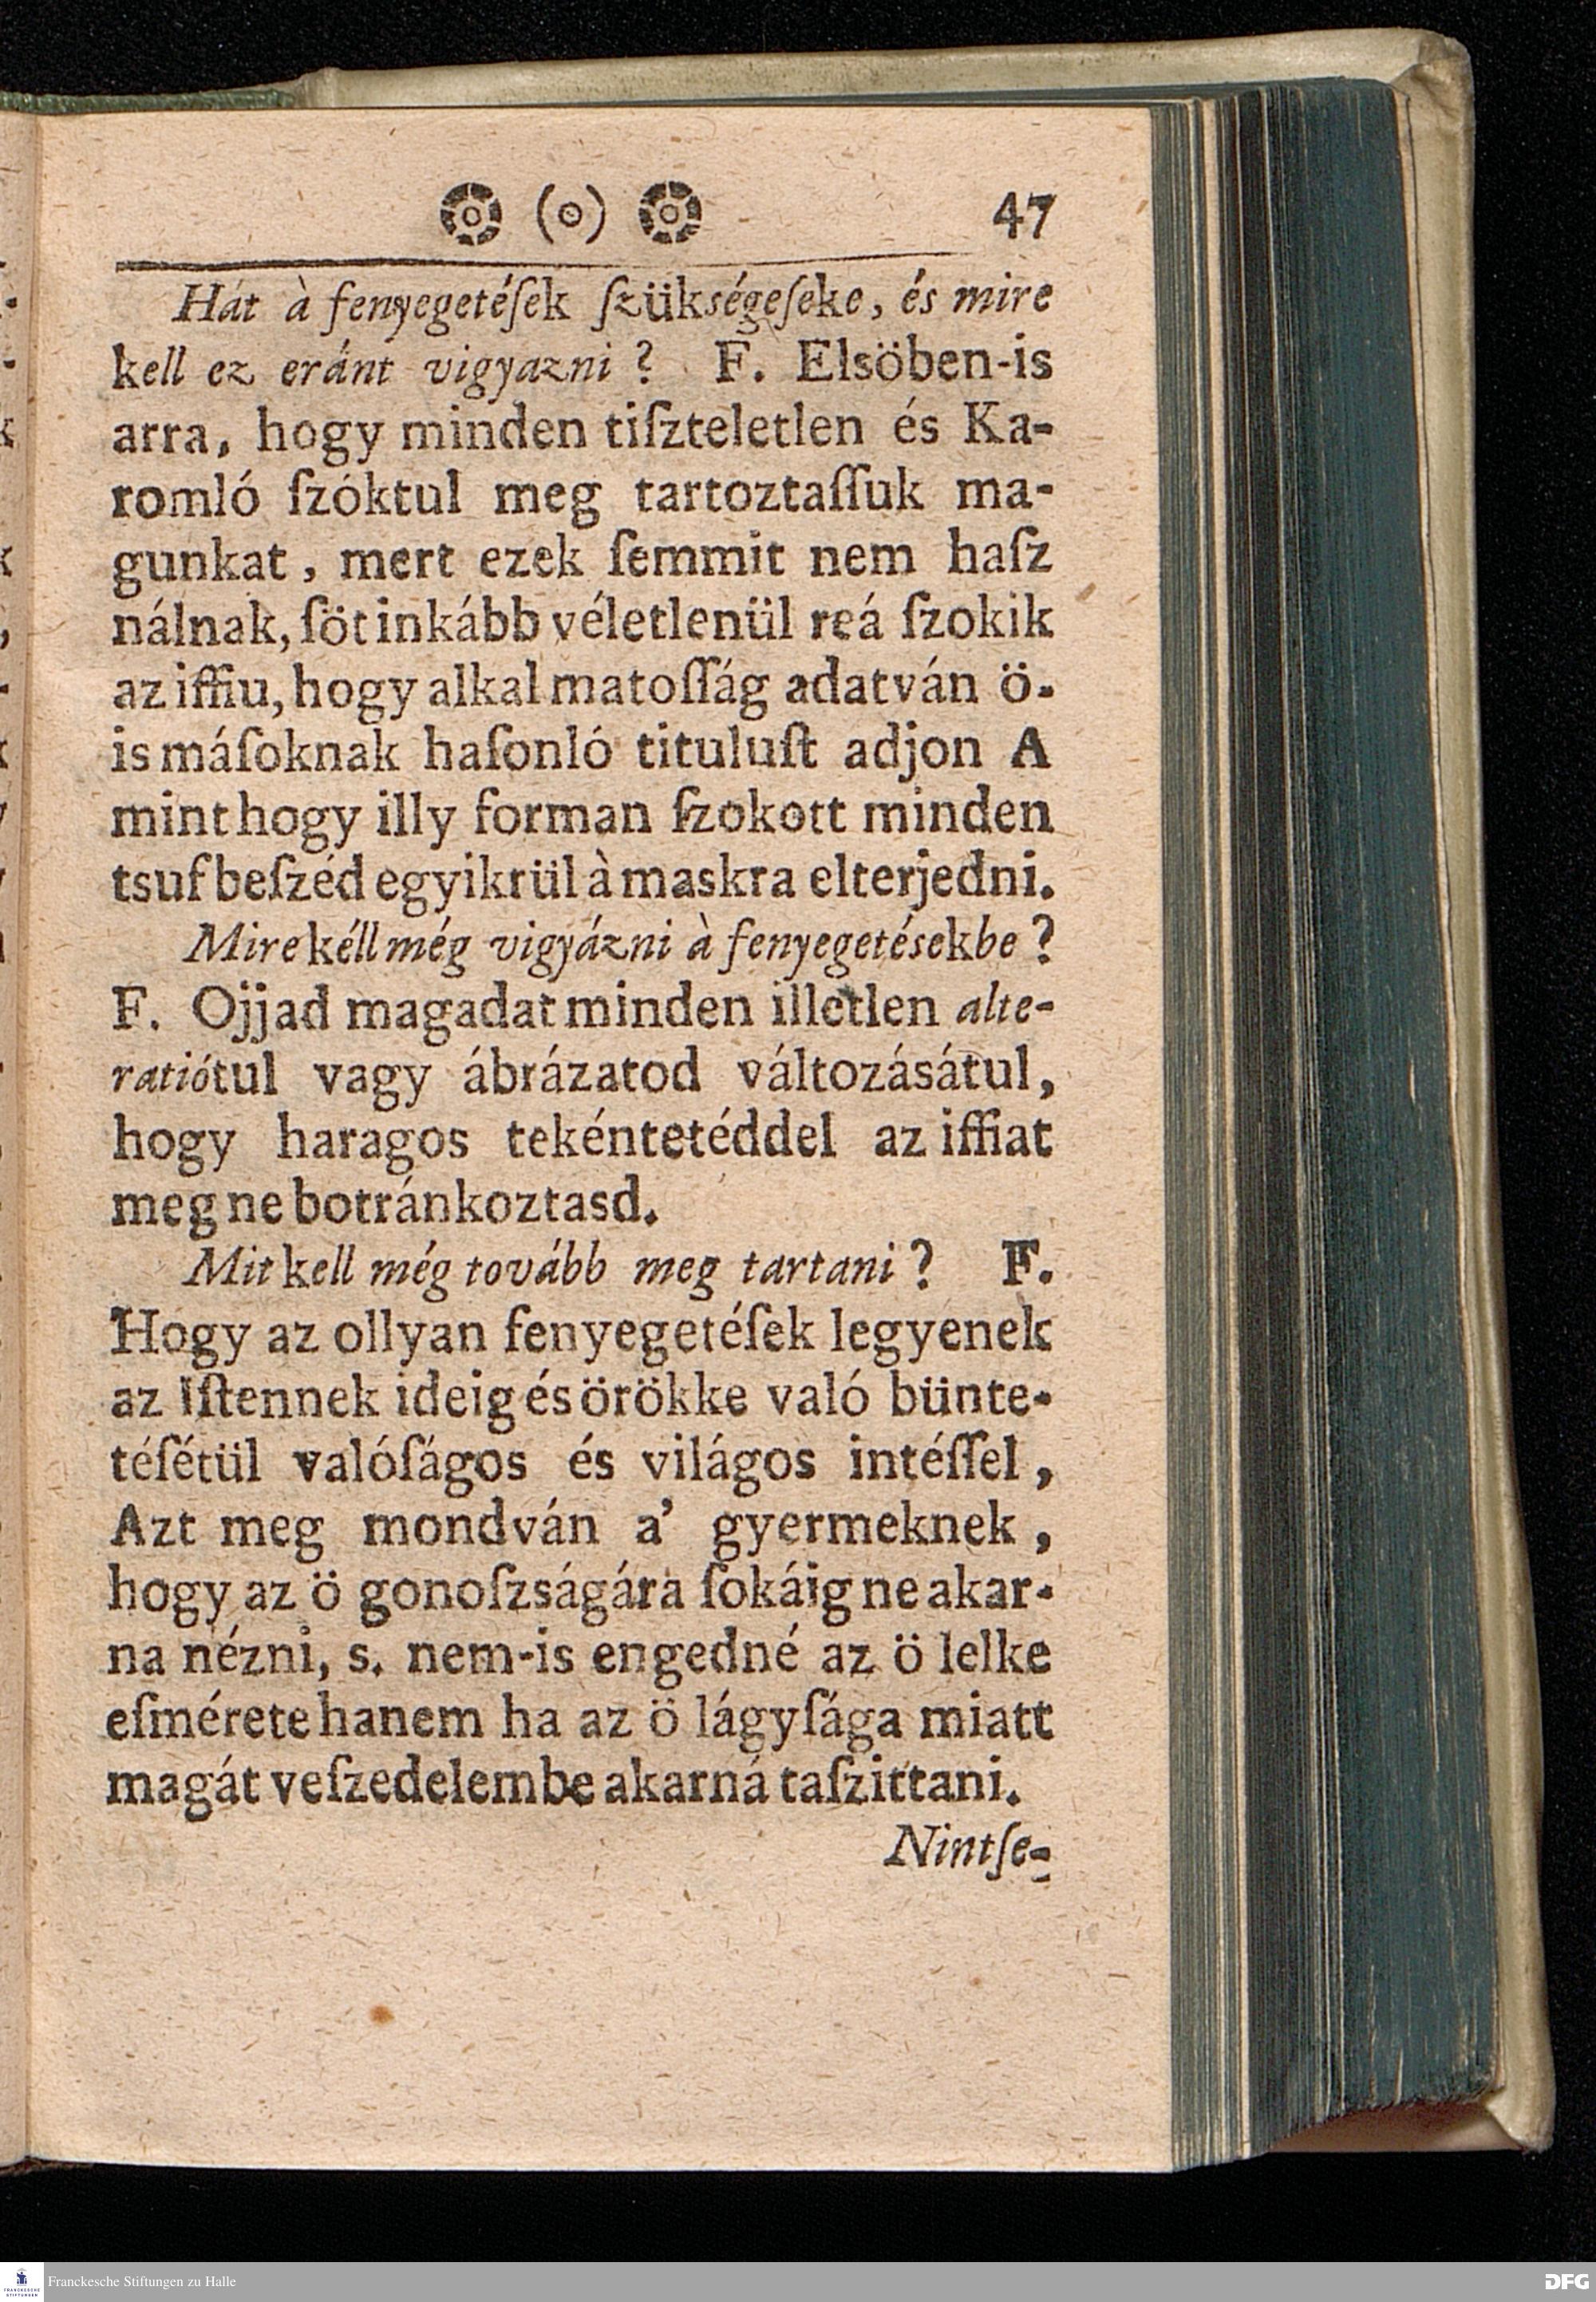 (o) 47
Hát à fenyegetéſek ſzükségeſeke, és mire
kell ez eránt vigyazni? F. Elsöben-is
arra, hogy minden tiſzteletlen és Ka-
romló ſzóktul meg tartoztaſſuk ma-
gunkat, mert ezek ſemmit nem haſz
nálnak, ſöt inkább véletlenül reá ſzokik
az iffiu, hogy alkalmatoſſág adatván ö-
is máſoknak haſonló tituluſt adjon A
mint hogy illy forman ſzokott minden
tsuf beſzéd egyikrül à maskra elterjedni.
Mire kéll még vigyázni à fenyegetésekbe?
F. Ojjad magadat minden illetlen alte-
ratiótul vagy ábrázatod változásátul,
hogy haragos tekéntetéddel az iffiat
meg ne botránkoztasd.
Mit kell még tovább meg tartani? F.
Hogy az ollyan fenyegetéſek legyenek
az Iſtennek ideig és örökke való bünte-
téſétül valóſágos és világos intéſſel,
Azt meg mondván a' gyermeknek,
hogy az ö gonoſzságára ſokáig ne akar-
na nézni, s. nem-is engedné az ö lelke
eſmérete hanem ha az ö lágyſága miatt
magát veſzedelembe akarná taſzittani.
Nintſe-
Franckesche Stiftungen zu Halle
FRANCKESCHE STIFTUNGEN
DFG